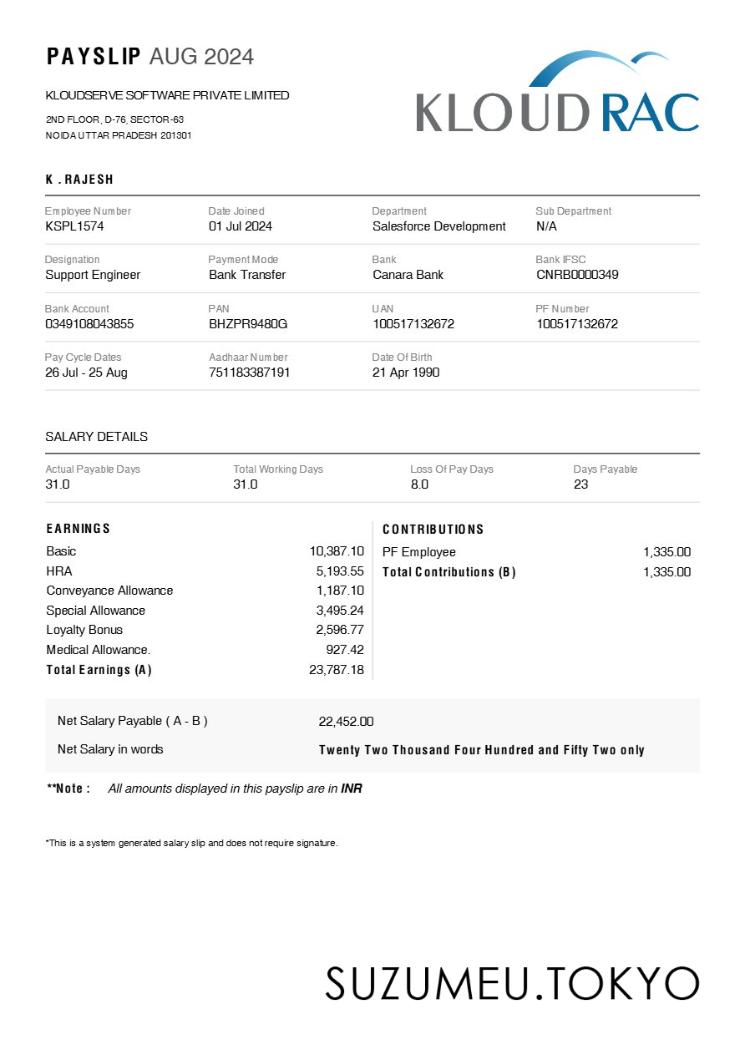 PAYSLIP AUG 2024
KLOUDSERVE SOFTWARE PRIVATE LIMITED
2ND FLOOR, D-76, SECTOR-63
NOIDA UTTAR PRADESH 201301
KLOUD RAC
K . RAJESH
Employee Number Date Joined Department Sub Department
KSPL1574 01 Jul 2024 Salesforce Development N/A
Designation Payment Mode Bank Bank IFSC
Support Engineer Bank Transfer Canara Bank CNRB0000349
Bank Account PAN UAN PF Number
0349108043855 BHZPR9480G 100517132672 100517132672
Pay Cycle Dates Aadhaar Number Date Of Birth
26 Jul - 25 Aug 751183387191 21 Apr 1990
SALARY DETAILS
Actual Payable Days Total Working Days Loss Of Pay Days Days Payable
31.0 31.0 8.0 23
EARNINGS CONTRIBUTIONS
Basic 10,387.10 PF Employee 1,335.00
HRA 5,193.55 Total Contributions (B) 1,335.00
Conveyance Allowance 1,187.10
Special Allowance 3,495.24
Loyalty Bonus 2,596.77
Medical Allowance. 927.42
Total Earnings (A) 23,787.18
Net Salary Payable ( A - B ) 22,452.00
Net Salary in words Twenty Two Thousand Four Hundred and Fifty Two only
**Note : All amounts displayed in this payslip are in INR
*This is a system generated salary slip and does not require signature.
SUZUMEU.TOKYO